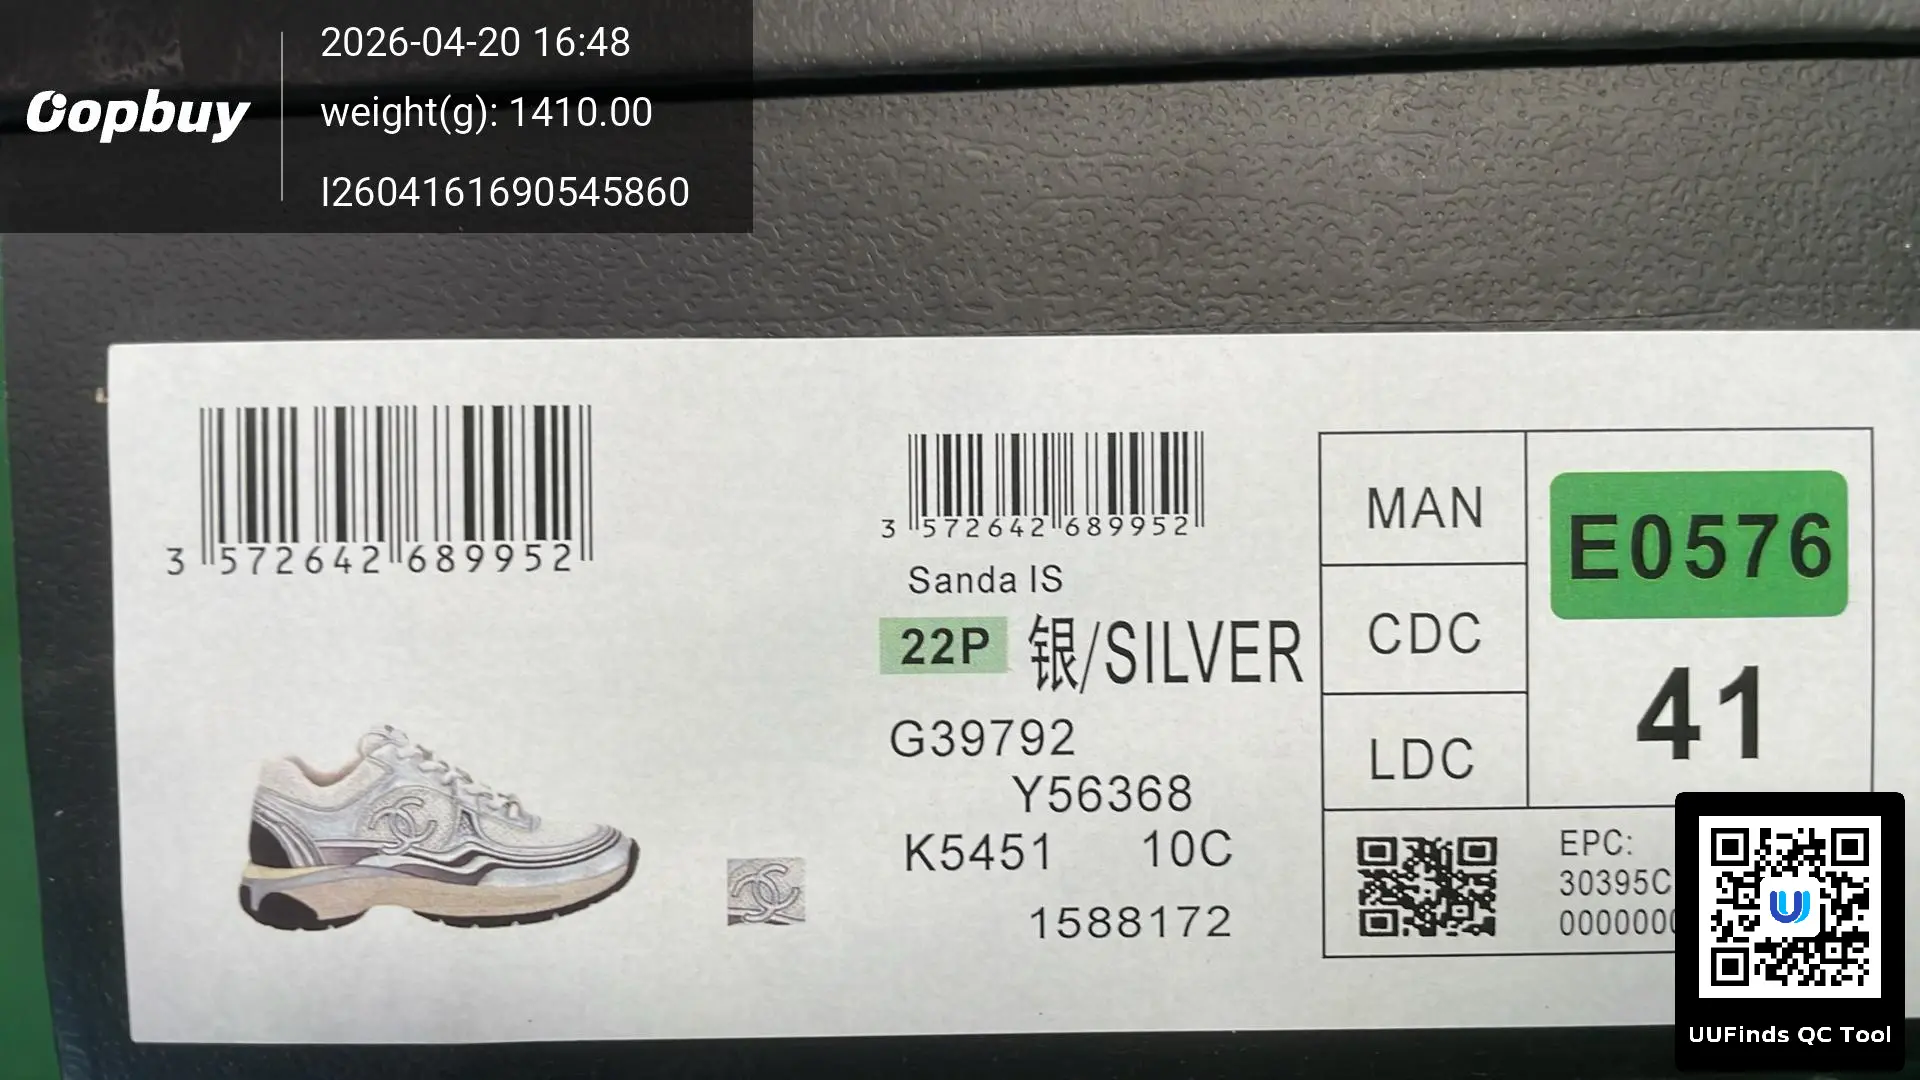 Oopbuy
2026-04-20 16:48
weight(g): 1410.00
I2604161690545860
3 572642 689952
3 572642 689952
Sanda IS
22P 银/SILVER
G39792
Y56368
K5451 10C
1588172
MAN
CDC
LDC
E0576
41
EPC:
30395C
UUFinds QC Tool